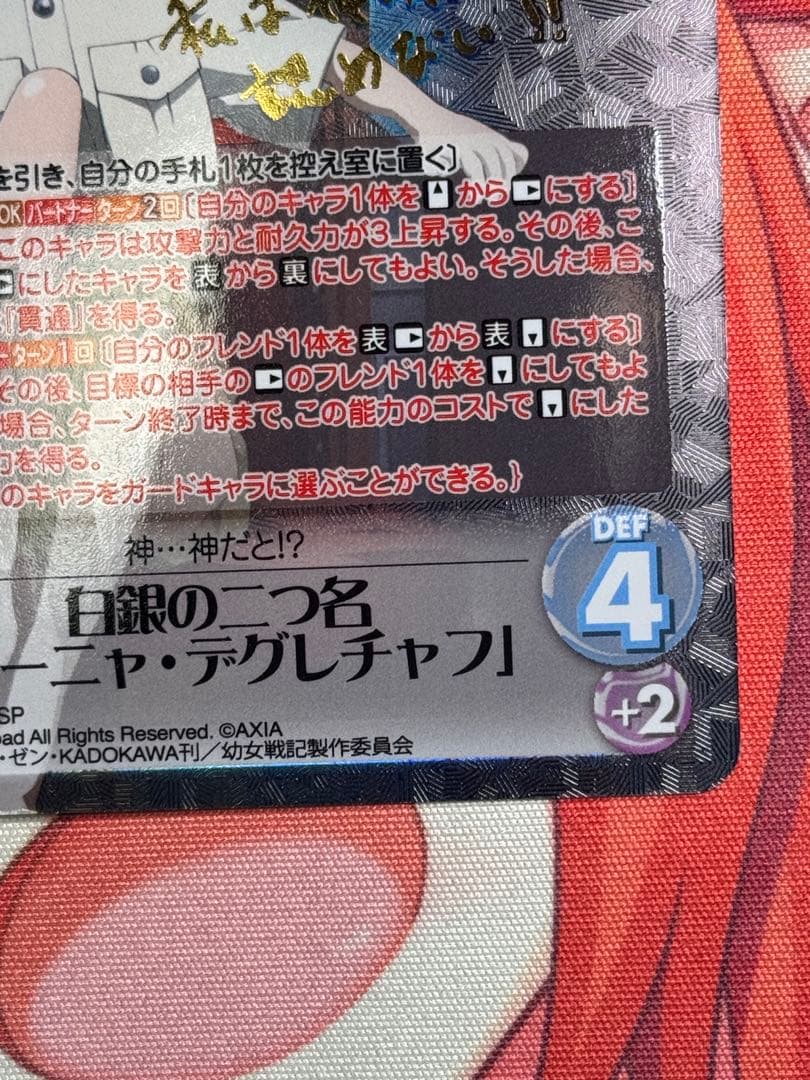 私は
認めない!!
を引き、自分の手札1枚を控え室に置く〕
OK パートナー ターン2回〔自分のキャラ1体を から にする〕
このキャラは攻撃力と耐久力が3上昇する。その後、こ
にしたキャラを表から裏にしてもよい。そうした場合、
『貫通』を得る。
ターン1回〔自分のフレンド1体を表 から表 にする〕
その後、目標の相手の のフレンド1体を にしてもよ
場合、ターン終了時まで、この能力のコストで にした
力を得る。
のキャラをガードキャラに選ぶことができる。}
神…神だと!?
DEF
4
白銀の二つ名
ーニャ・デグレチャフ」
+2
SP
oad All Rights Reserved. ©AXIA
・ゼン・KADOKAWA刊／幼女戦記製作委員会